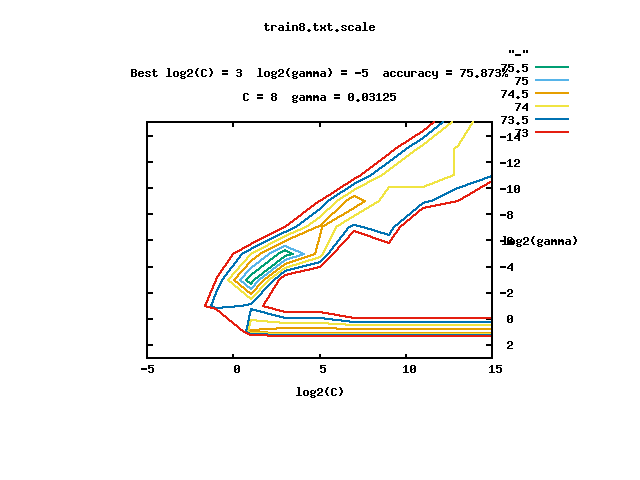 train8.txt.scale
"-"
Best log2(C) = 3 log2(gamma) = -5 accuracy = 75.873%
75.5
75
C = 8 gamma = 0.03125
74.5
74
73.5
73
-14
-12
-10
-8
-6
log2(gamma)
-4
-2
0
2
-5 0 5 10 15
log2(C)